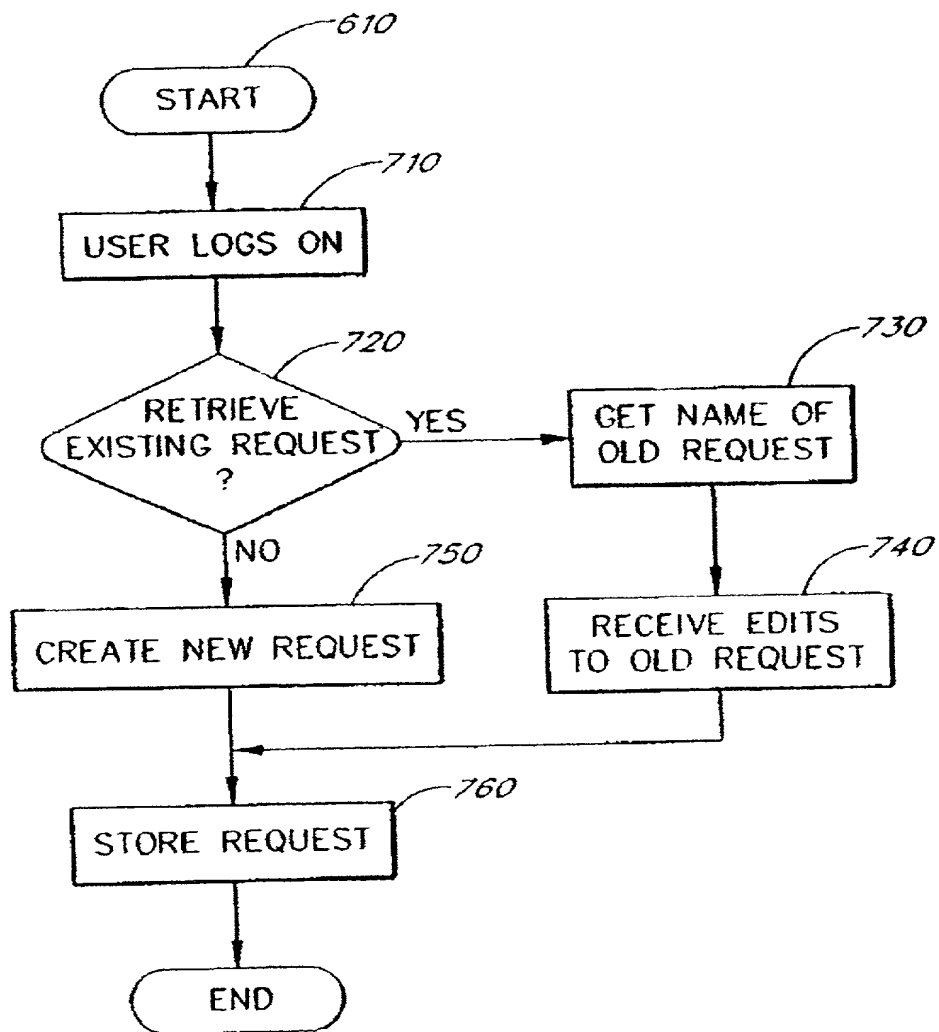 610
START
710
USER LOGS ON
720
RETRIEVE
EXISTING REQUEST
?
YES
730
GET NAME OF
OLD REQUEST
NO
740
RECEIVE EDITS
TO OLD REQUEST
750
CREATE NEW REQUEST
760
STORE REQUEST
END